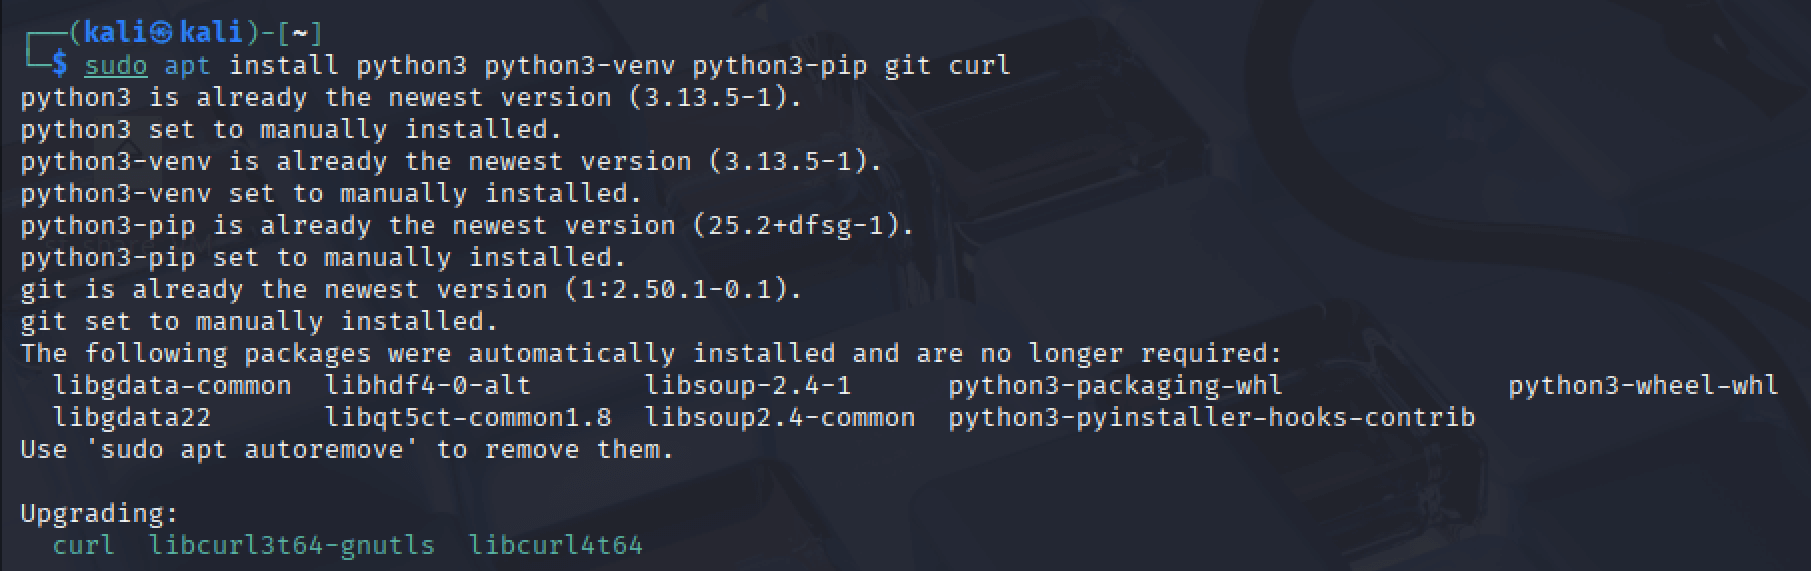 ┌──(kali㉿kali)-[~]
└─$ sudo apt install python3 python3-venv python3-pip git curl
python3 is already the newest version (3.13.5-1).
python3 set to manually installed.
python3-venv is already the newest version (3.13.5-1).
python3-venv set to manually installed.
python3-pip is already the newest version (25.2+dfsg-1).
python3-pip set to manually installed.
git is already the newest version (1:2.50.1-0.1).
git set to manually installed.
The following packages were automatically installed and are no longer required:
  libgdata-common  libhdf4-0-alt       libsoup-2.4-1      python3-packaging-whl              python3-wheel-whl
  libgdata22       libqt5ct-common1.8  libsoup2.4-common  python3-pyinstaller-hooks-contrib
Use 'sudo apt autoremove' to remove them.

Upgrading:
  curl  libcurl3t64-gnutls  libcurl4t64